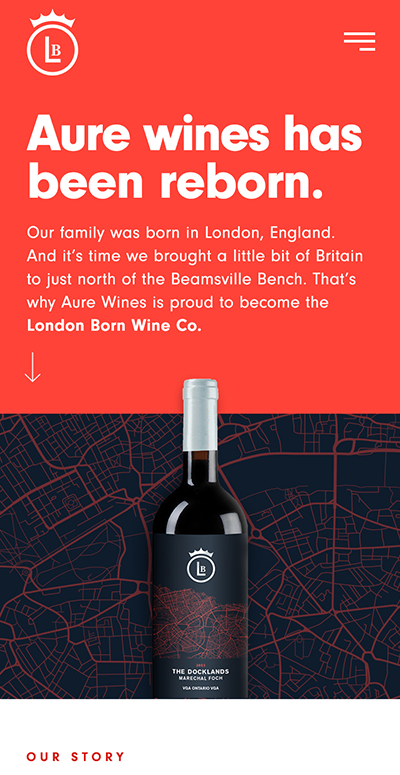 LB
Aure wines has
been reborn.
Our family was born in London, England.
And it's time we brought a little bit of Britain
to just north of the Beamsville Bench. That's
why Aure Wines is proud to become the
London Born Wine Co.
LB
THE DOCKLANDS
MARECHAL FOCH
VQA ONTARIO VQA
OUR STORY